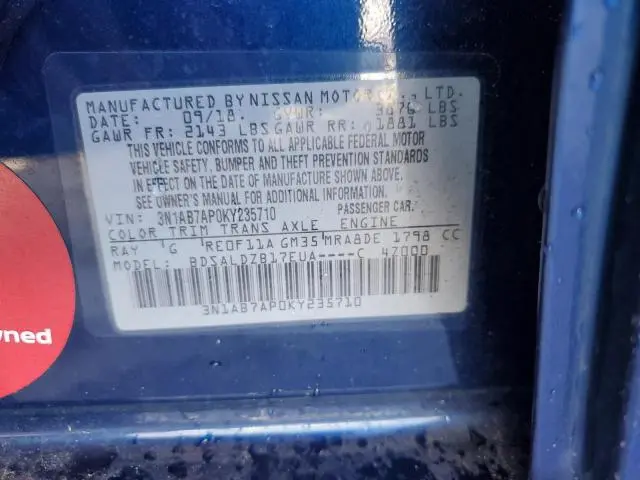 MANUFACTURED BY NISSAN MOTOR CO., LTD.
DATE: 09/18. GVWR: 3876 LBS
GAWR FR: 2143 LBS GAWR RR: 1881 LBS
THIS VEHICLE CONFORMS TO ALL APPLICABLE FEDERAL MOTOR
VEHICLE SAFETY, BUMPER AND THEFT PREVENTION STANDARDS
IN EFFECT ON THE DATE OF MANUFACTURE SHOWN ABOVE.
SEE OWNER'S MANUAL FOR ADDITIONAL INFORMATION.
VIN: 3N1AB7AP0KY235710 PASSENGER CAR.
COLOR TRIM TRANS AXLE ENGINE
RAY G RE0F11A GM35 MRA8DE 1798 CC
MODEL: BDSALDZB17EUA----C 42000
3N1AB7AP0KY235710
wned